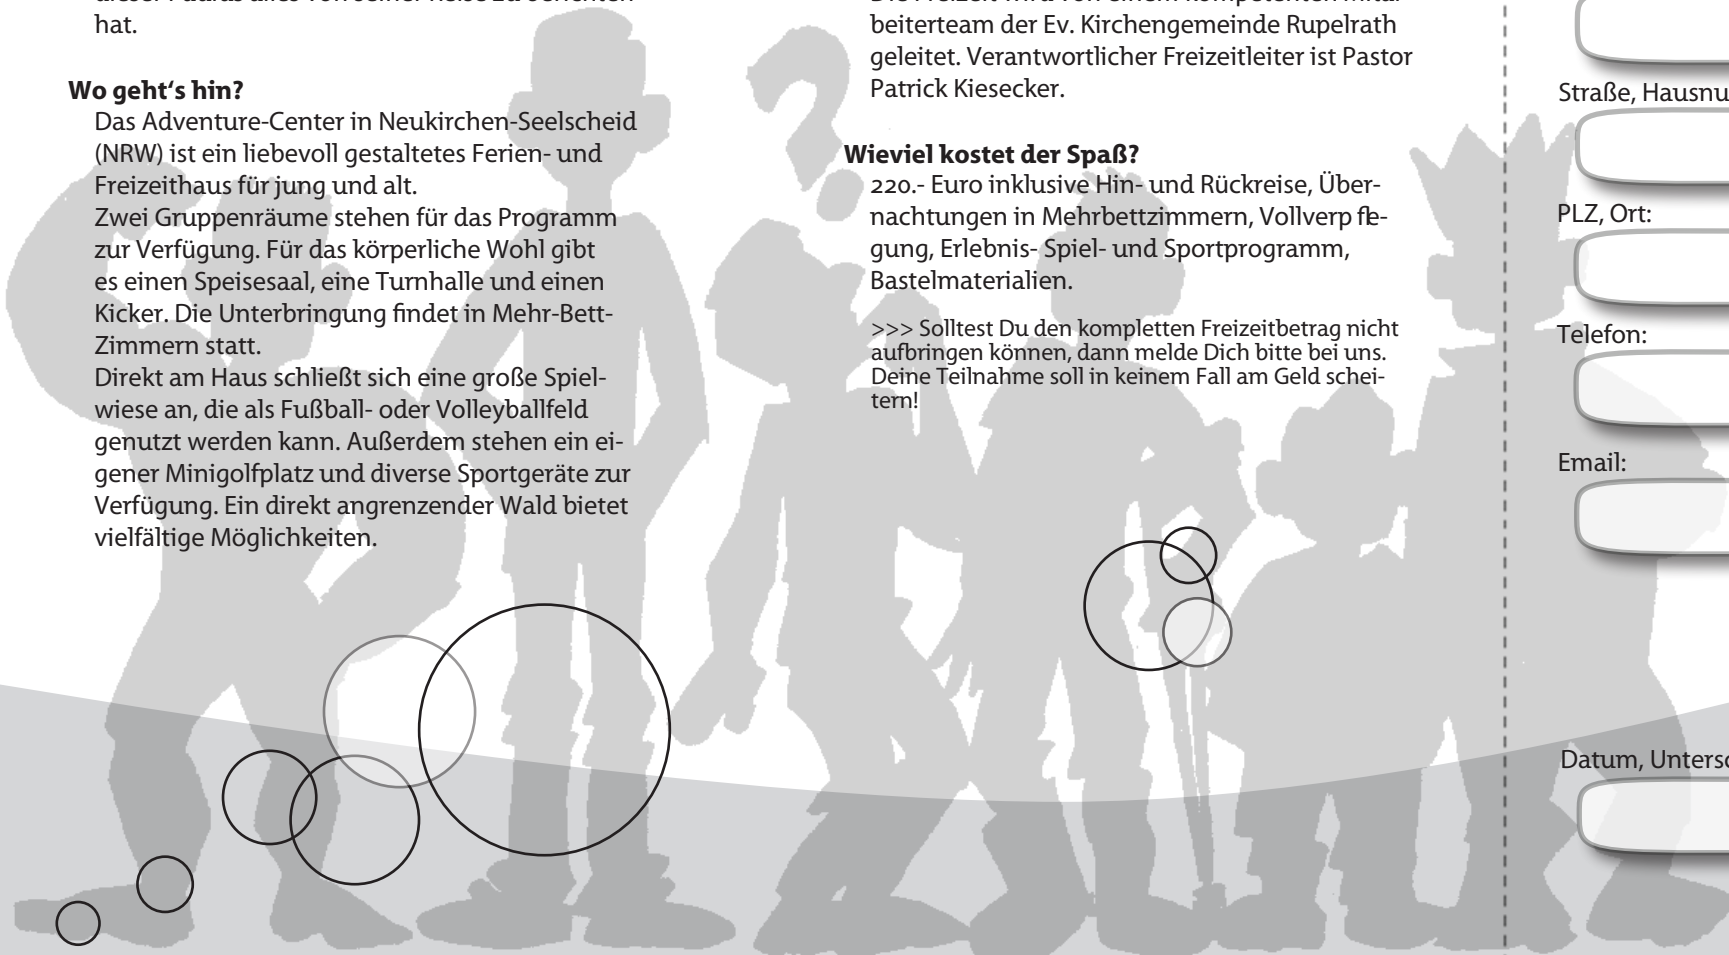 hat.
Wo geht's hin?
Das Adventure-Center in Neukirchen-Seelscheid
(NRW) ist ein liebevoll gestaltetes Ferien- und
Freizeithaus für jung und alt.
Zwei Gruppenräume stehen für das Programm
zur Verfügung. Für das körperliche Wohl gibt
es einen Speisesaal, eine Turnhalle und einen
Kicker. Die Unterbringung findet in Mehr-Bett-
Zimmern statt.
Direkt am Haus schließt sich eine große Spiel-
wiese an, die als Fußball- oder Volleyballfeld
genutzt werden kann. Außerdem stehen ein ei-
gener Minigolfplatz und diverse Sportgeräte zur
Verfügung. Ein direkt angrenzender Wald bietet
vielfältige Möglichkeiten.
beiterteam der Ev. Kirchengemeinde Rupelrath
geleitet. Verantwortlicher Freizeitleiter ist Pastor
Patrick Kiesecker.
Wieviel kostet der Spaß?
220.- Euro inklusive Hin- und Rückreise, Über-
nachtungen in Mehrbettzimmern, Vollverpfle-
gung, Erlebnis- Spiel- und Sportprogramm,
Bastelmaterialien.
>>> Solltest Du den kompletten Freizeitbetrag nicht
aufbringen können, dann melde Dich bitte bei uns.
Deine Teilnahme soll in keinem Fall am Geld schei-
tern!
Straße, Hausnu
PLZ, Ort:
Telefon:
Email:
Datum, Untersc